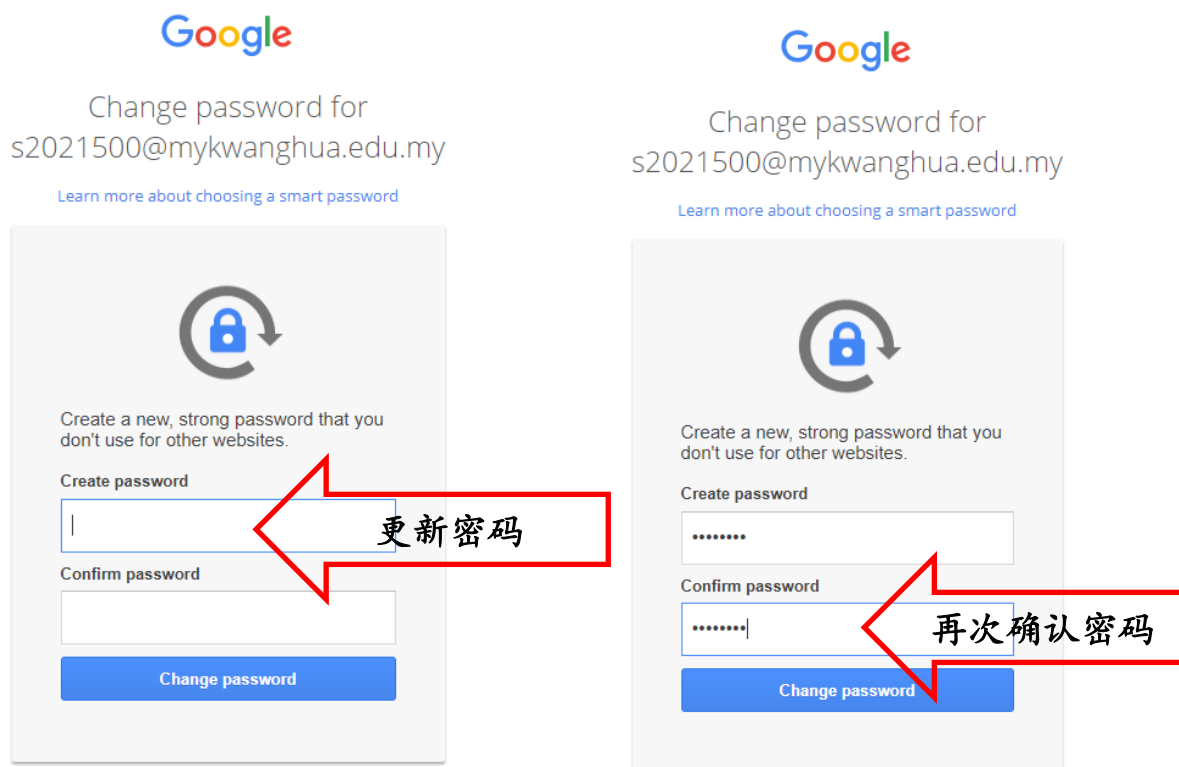 Google
Change password for
s2021500@mykwanghua.edu.my
Learn more about choosing a smart password
Create a new, strong password that you
don't use for other websites.
Create password
更新密码
Confirm password
Change password
Google
Change password for
s2021500@mykwanghua.edu.my
Learn more about choosing a smart password
Create a new, strong password that you
don't use for other websites.
Create password
••••••••
Confirm password
••••••••
再次确认密码
Change password